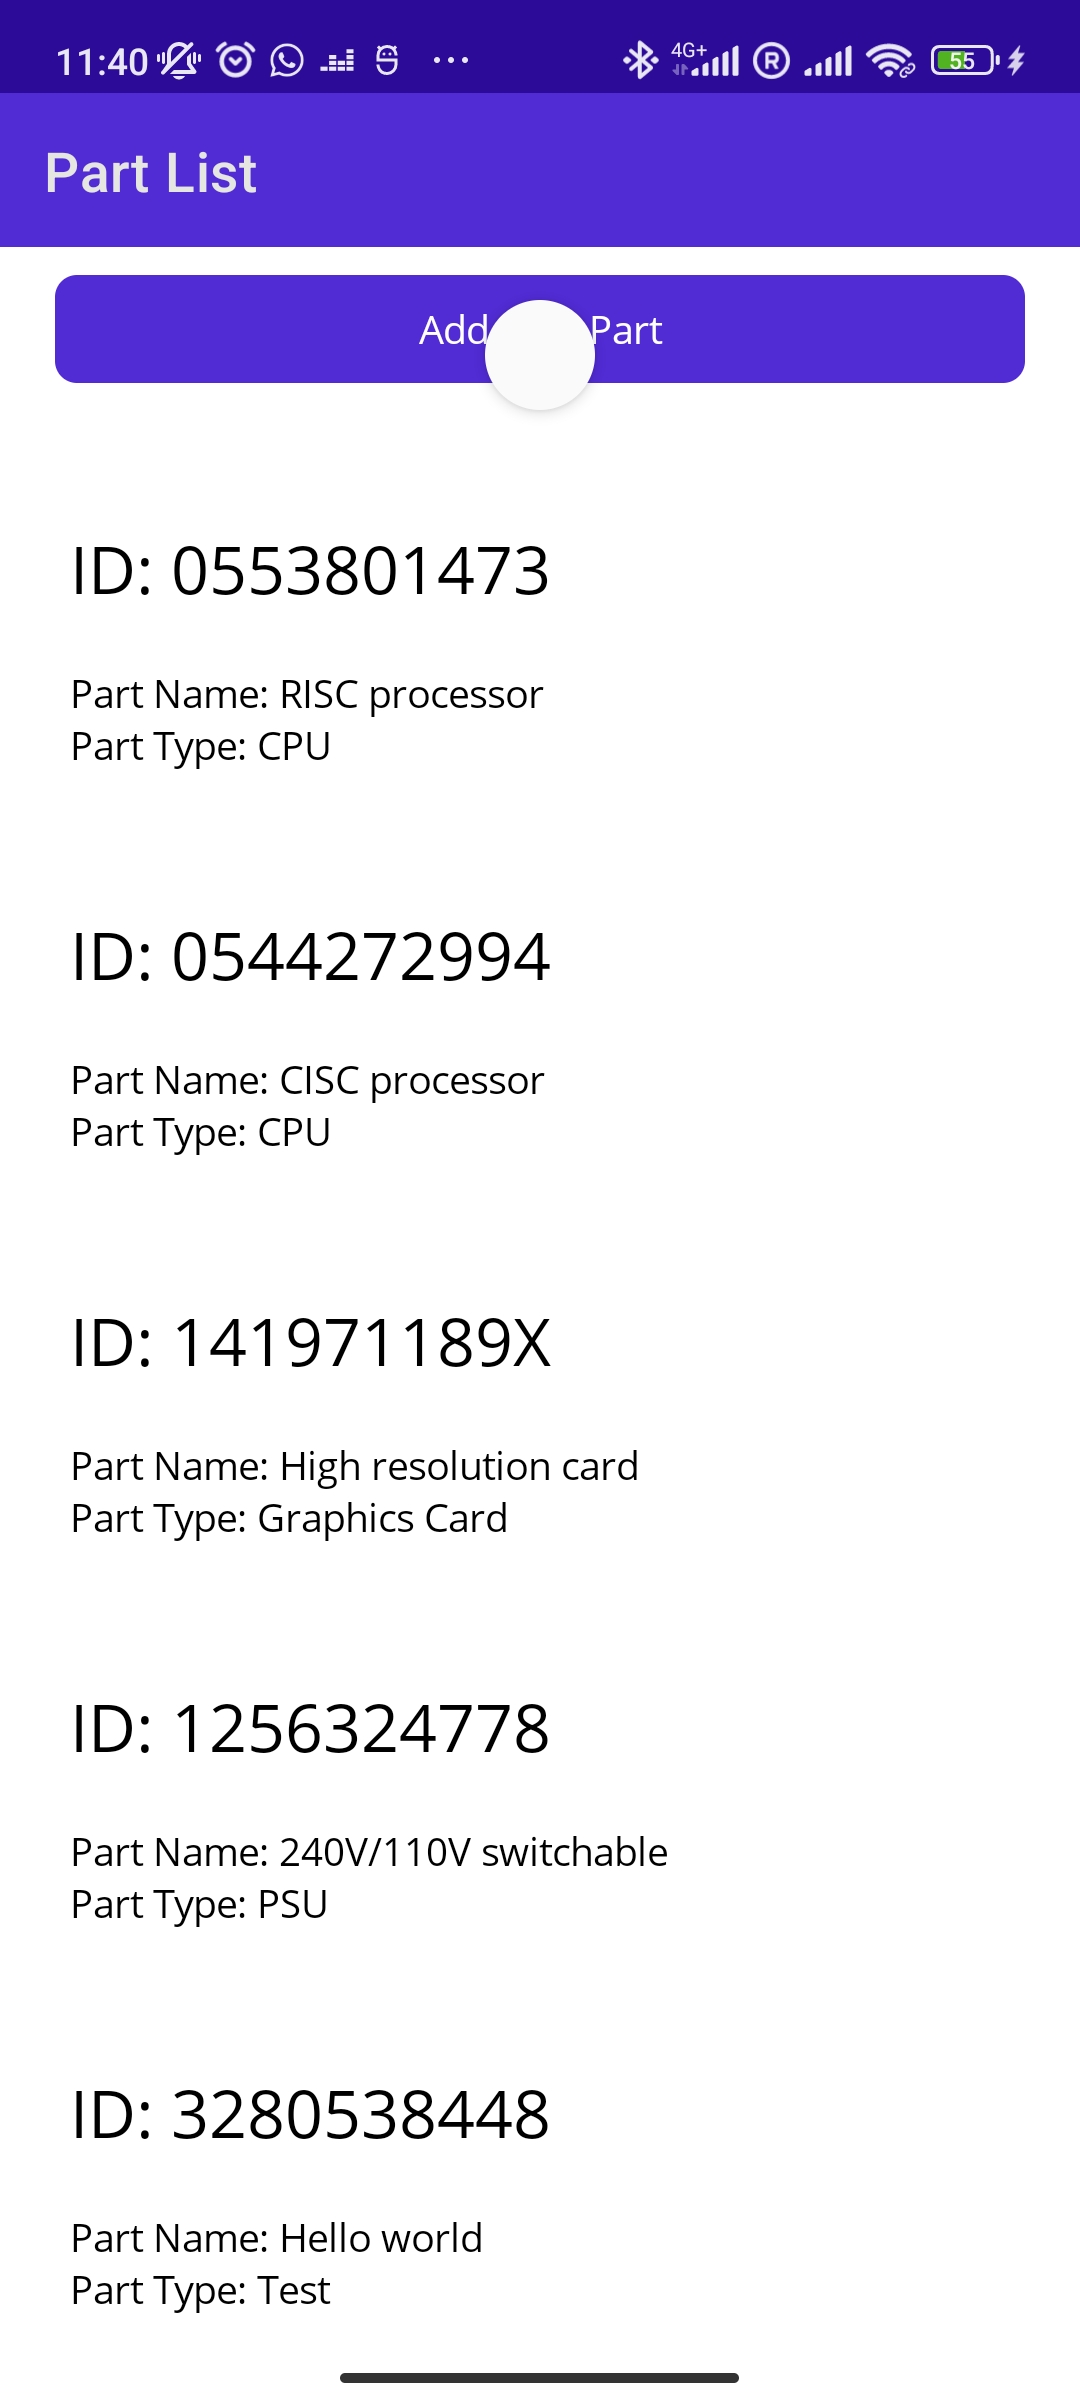 11:40 4G+ R 55
Part List
Add Part
ID: 0553801473
Part Name: RISC processor
Part Type: CPU
ID: 0544272994
Part Name: CISC processor
Part Type: CPU
ID: 141971189X
Part Name: High resolution card
Part Type: Graphics Card
ID: 1256324778
Part Name: 240V/110V switchable
Part Type: PSU
ID: 3280538448
Part Name: Hello world
Part Type: Test